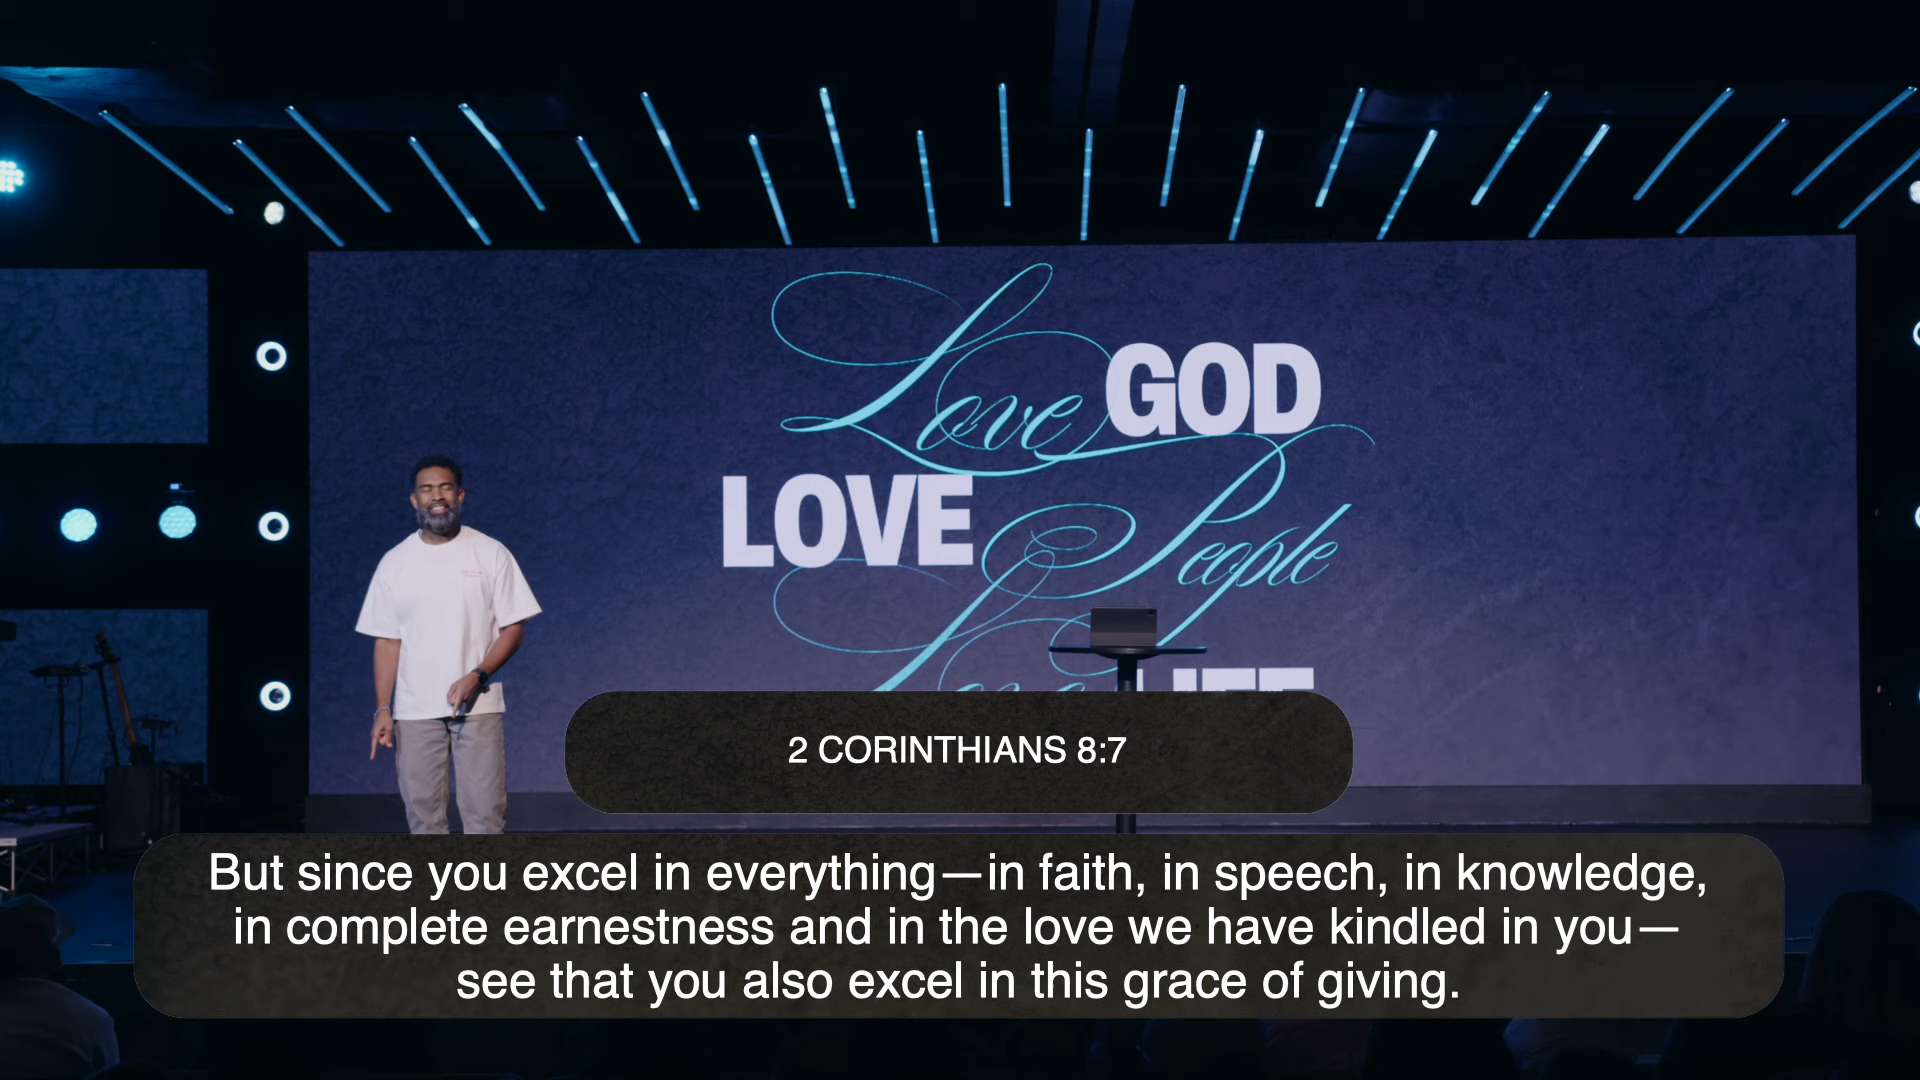 Love GOD
LOVE People
Love LIFE
2 CORINTHIANS 8:7
But since you excel in everything—in faith, in speech, in knowledge,
in complete earnestness and in the love we have kindled in you—
see that you also excel in this grace of giving.